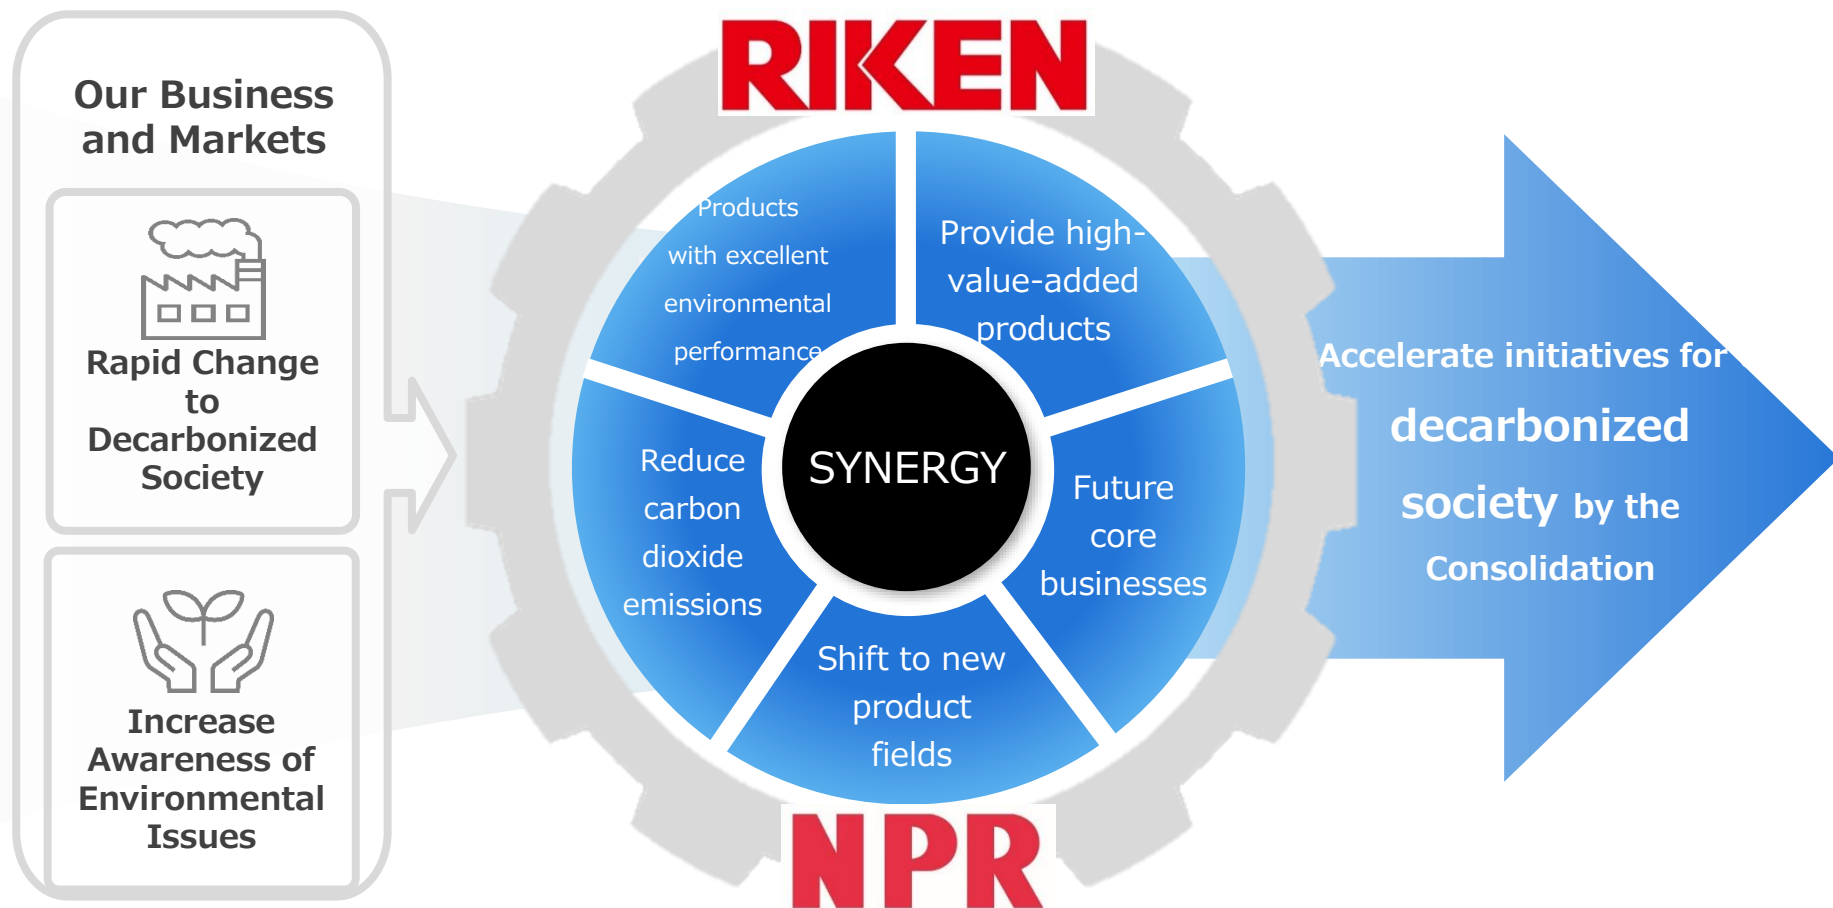 Our Business
and Markets
Rapid Change
to
Decarbonized
Society
Increase
Awareness of
Environmental
Issues
RIKEN
Products
with excellent
environmental
performance
Provide high-
value-added
products
Reduce
carbon
dioxide
emissions
SYNERGY
Future
core
businesses
Shift to new
product
fields
NPR
Accelerate initiatives for
decarbonized
society by the
Consolidation